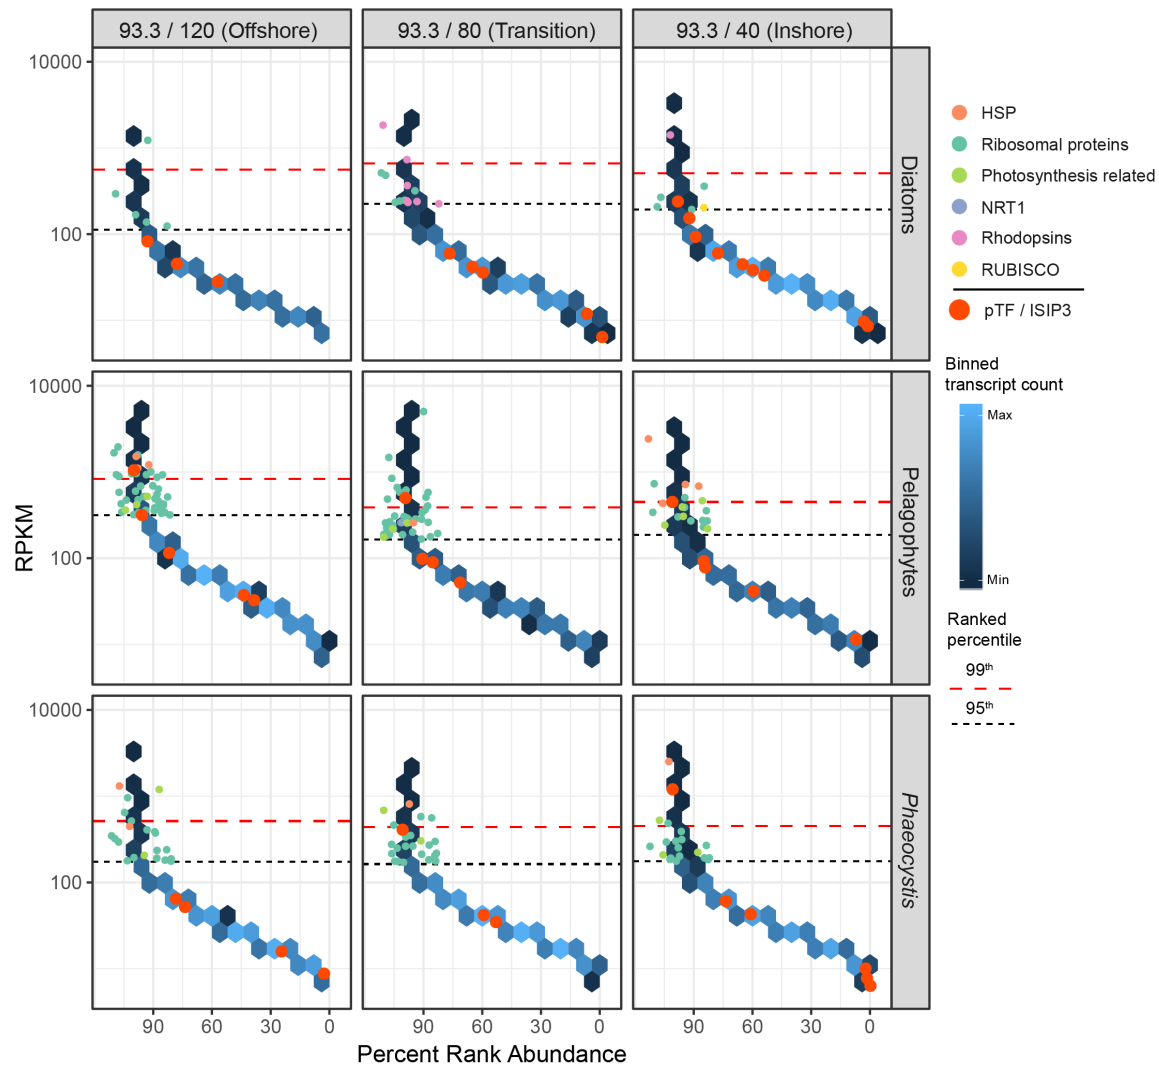 93.3 / 120 (Offshore)
93.3 / 80 (Transition)
93.3 / 40 (Inshore)
10000
100
Diatoms
10000
100
Pelagophytes
10000
100
Phaeocystis
RPKM
90 60 30 0
90 60 30 0
90 60 30 0
Percent Rank Abundance
HSP
Ribosomal proteins
Photosynthesis related
NRT1
Rhodopsins
RUBISCO
pTF / ISIP3
Binned
transcript count
Max
Min
Ranked
percentile
99th
95th